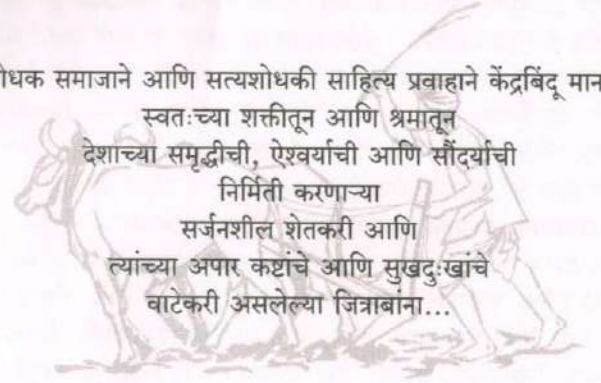 समाजाने आणि सत्यशोधकी साहित्य प्रवाहाने केंद्रबिंदू
स्वतःच्या शक्तीतून आणि श्रमातून
देशाच्या समृद्धीची, ऐश्वर्याची आणि सौंदर्याची
निर्मिती करणाऱ्या
सर्जनशील शेतकरी आणि
त्यांच्या अपार कष्टांचे आणि सुखदुःखांचे
वाटेकरी असलेल्या जित्राबांना...